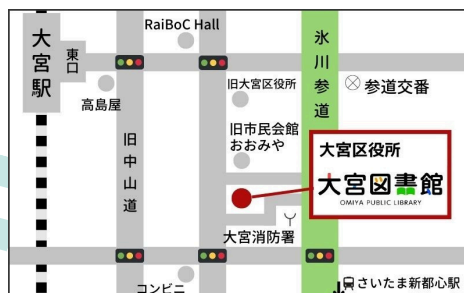 RaiBoC Hall
大宮駅
東口
高島屋
旧中山道
旧大宮区役所
氷川参道
参道交番
旧市民会館
おおみや
大宮区役所
大宮図書館
OMIYA PUBLIC LIBRARY
大宮消防署
コンビニ
さいたま新都心駅